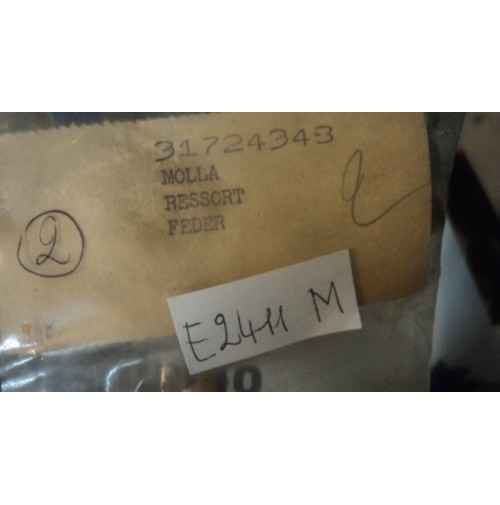 31724343
MOLLA
RESSORT
FEDER
2
E2411 M